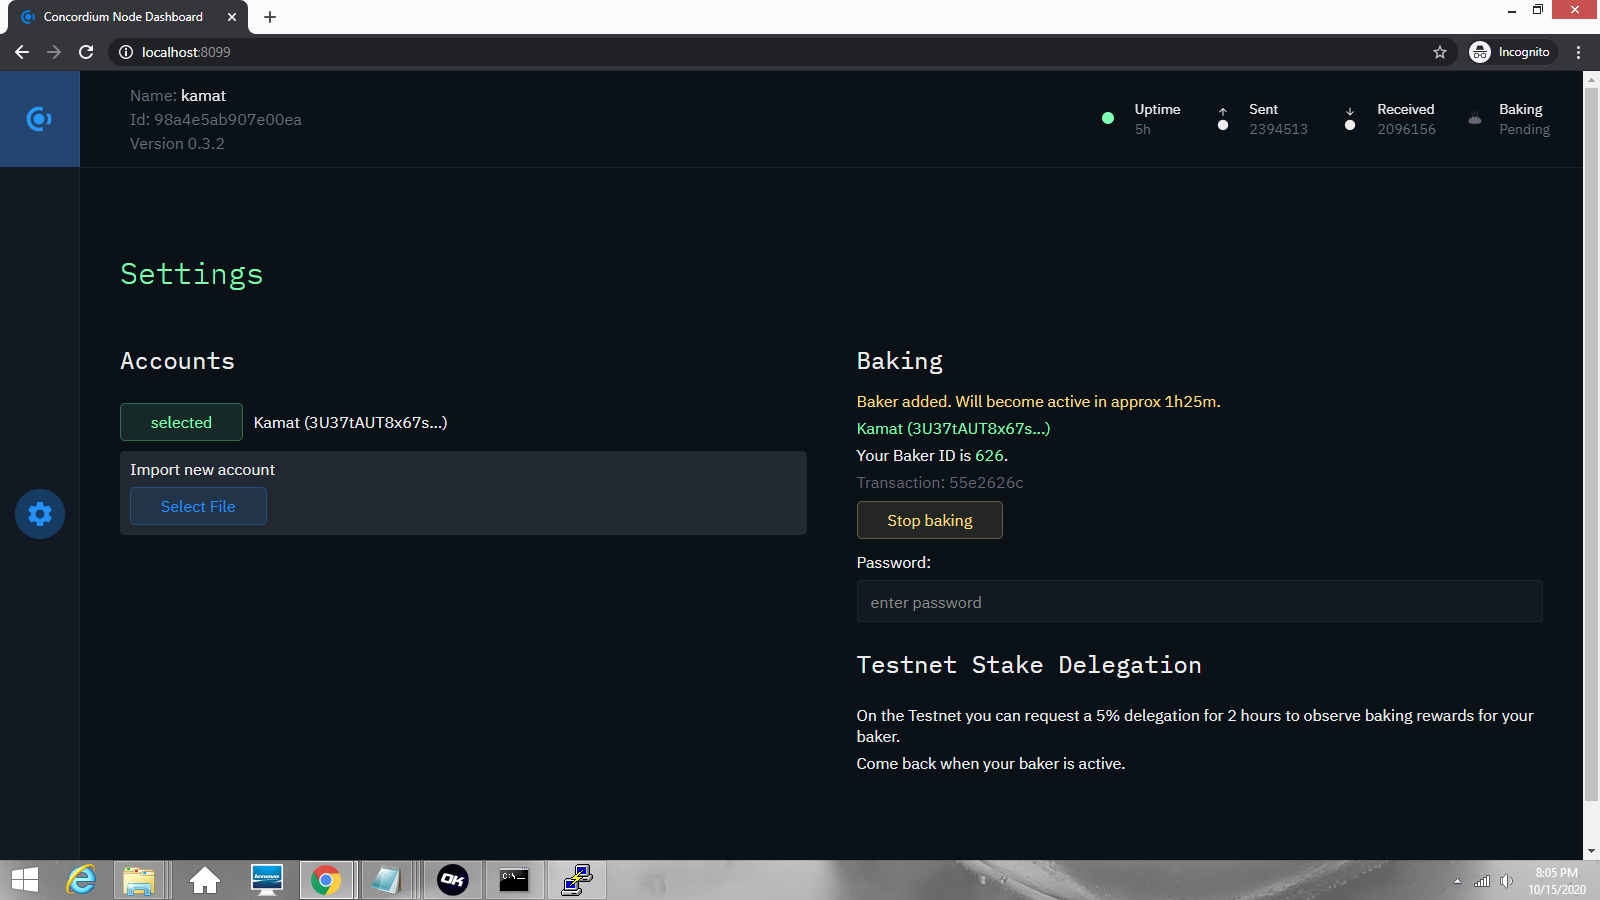 Concordium Node Dashboard
localhost:8099
Incognito
Name: kamat
Id: 98a4e5ab907e00ea
Version 0.3.2
Uptime
5h
Sent
2394513
Received
2096156
Baking
Pending
Settings
Accounts
selected
Kamat (3U37tAUT8x67s...)
Import new account
Select File
Baking
Baker added. Will become active in approx 1h25m.
Kamat (3U37tAUT8x67s...)
Your Baker ID is 626.
Transaction: 55e2626c
Stop baking
Password:
enter password
Testnet Stake Delegation
On the Testnet you can request a 5% delegation for 2 hours to observe baking rewards for your
baker.
Come back when your baker is active.
lenovo
OK
C:\_
8:05 PM
10/15/2020